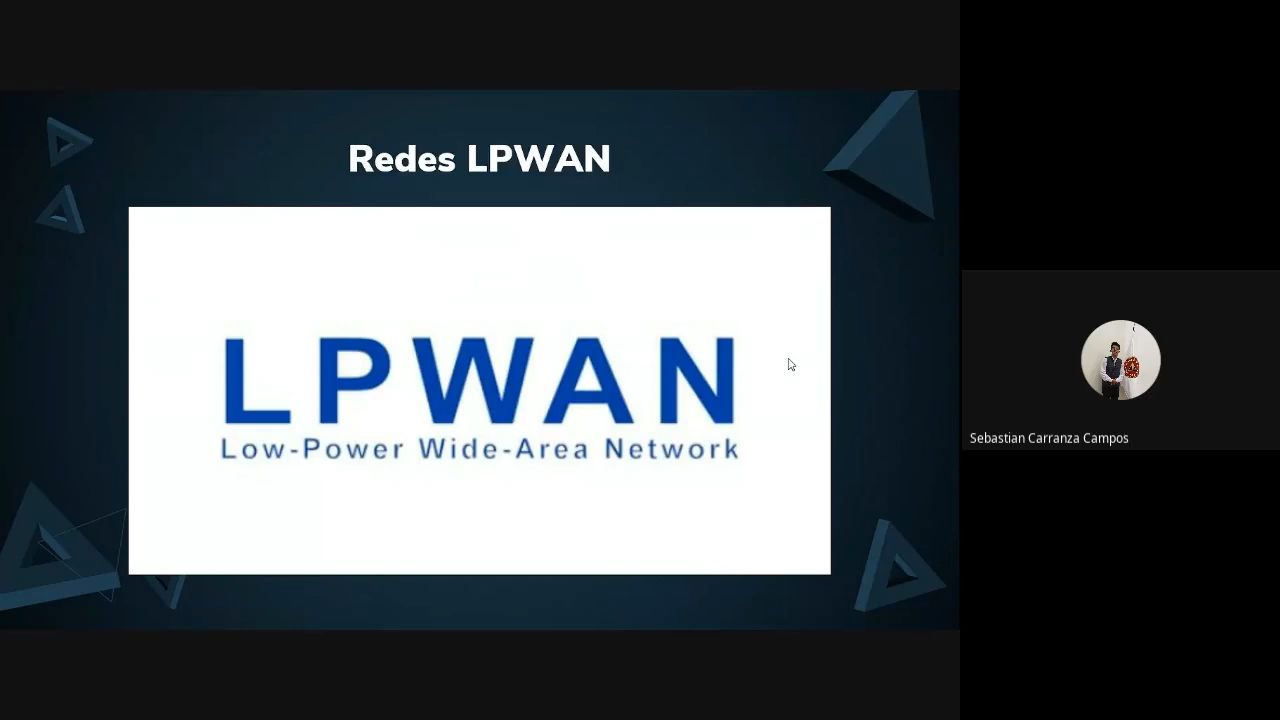 Redes LPWAN
LPWAN
Low-Power Wide-Area Network
Sebastian Carranza Campos